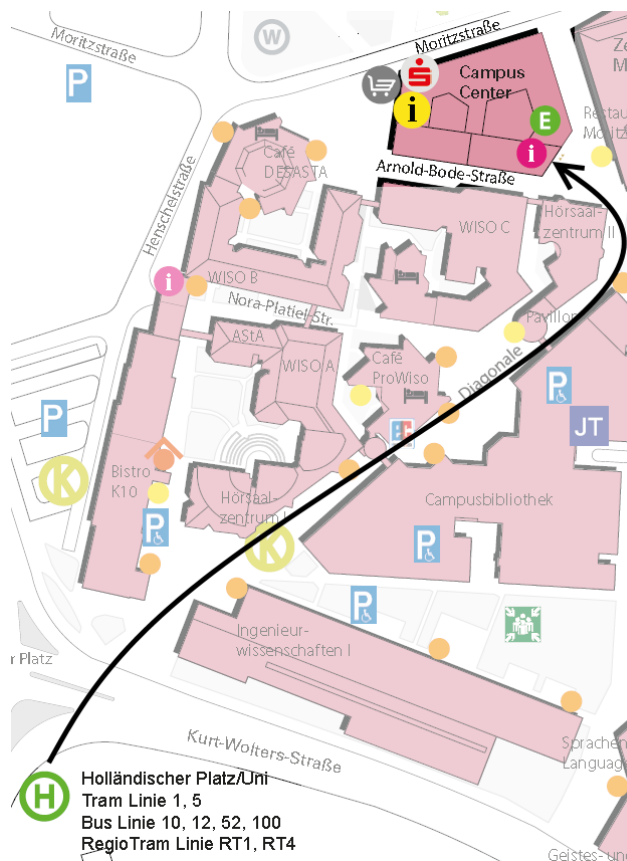 Moritzstraße
Moritzstraße
W
P
S
i
Campus
Center
E
i
Restau
Moritz
Café
DESASTA
Arnold-Bode-Straße
Henschelstraße
Hörsaal-
zentrum II
WISO C
i
WISO B
Nora-Platiel-Str.
Pavillon
AStA
WISO A
Café
ProWiso
Diagonale
P
P
JT
K
Bistro
K10
Hörsaal-
zentrum I
Campusbibliothek
P
K
P
P
Ingenieur-
wissenschaften I
r Platz
Kurt-Wolters-Straße
Sprachen
Language
H
Holländischer Platz/Uni
Tram Linie 1, 5
Bus Linie 10, 12, 52, 100
RegioTram Linie RT1, RT4
Geistes- un